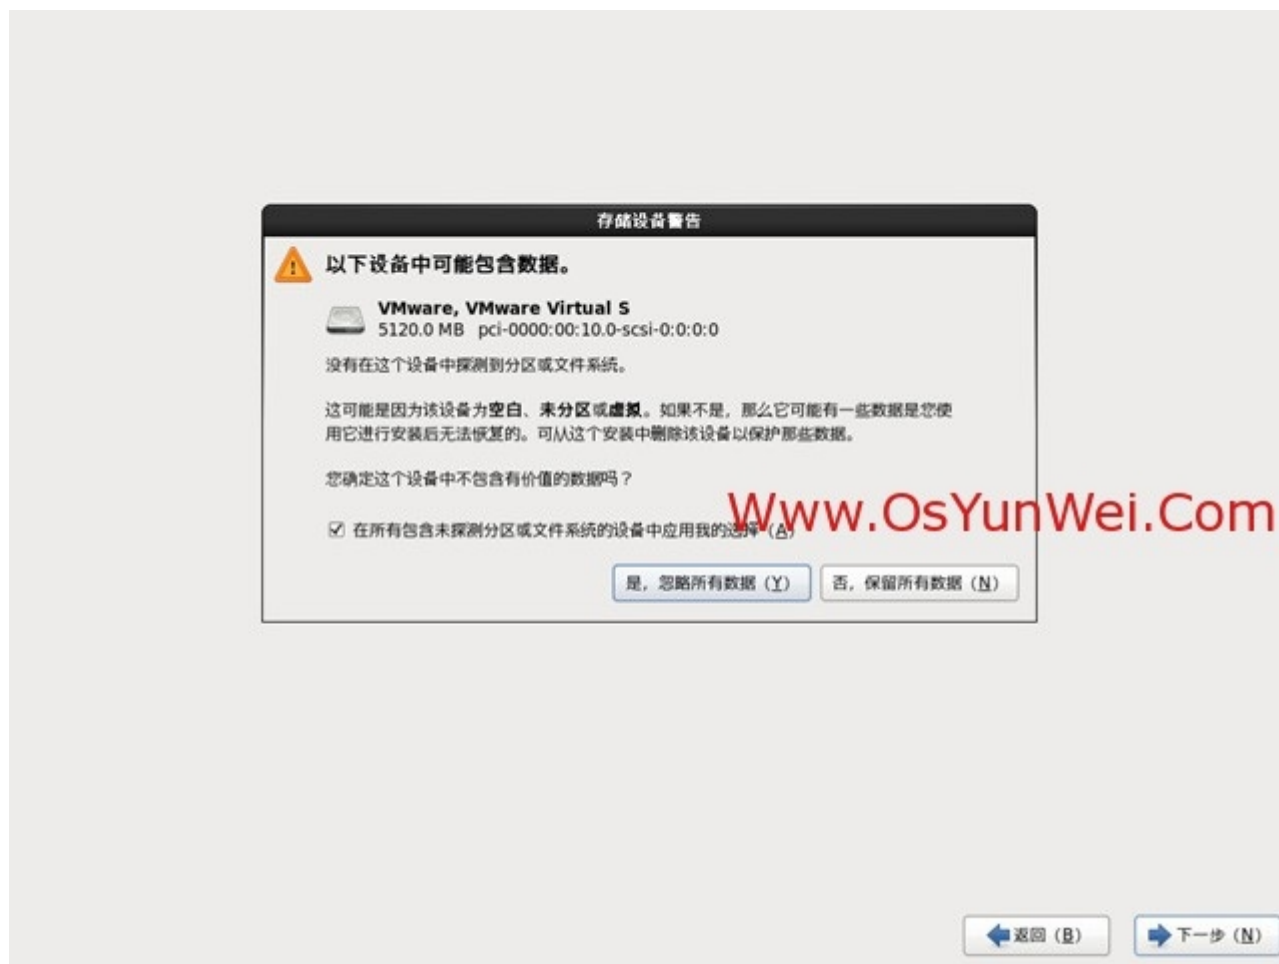 存储设备警告
以下设备中可能包含数据。
VMware, VMware Virtual S
5120.0 MB pci-0000:00:10.0-scsi-0:0:0:0
没有在这个设备中探测到分区或文件系统。
这可能是因为该设备为空白、未分区或虚拟。如果不是，那么它可能有一些数据是您使
用它进行安装后无法恢复的。可从这个安装中删除该设备以保护那些数据。
您确定这个设备中不包含有价值的数据吗？
Www.OsYunWei.Com
在所有包含未探测分区或文件系统的设备中应用我的选择（A）
是，忽略所有数据（Y）
否，保留所有数据（N）
返回（B）
下一步（N）